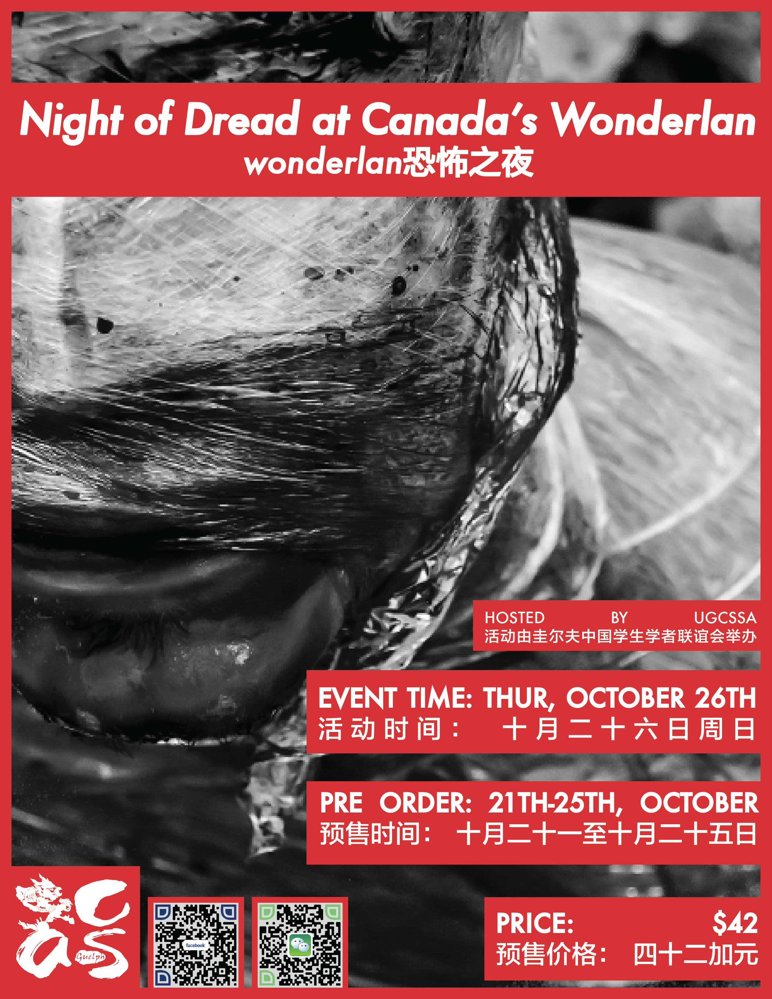 Night of Dread at Canada's Wonderlan
wonderlan恐怖之夜
HOSTED BY UGCSSA
活动由圭尔夫中国学生学者联谊会举办
EVENT TIME: THUR, OCTOBER 26TH
活动时间： 十月二十六日周日
PRE ORDER: 21TH-25TH, OCTOBER
预售时间： 十月二十一至十月二十五日
PRICE: $42
预售价格： 四十二加元
c
a s
Guelph
facebook